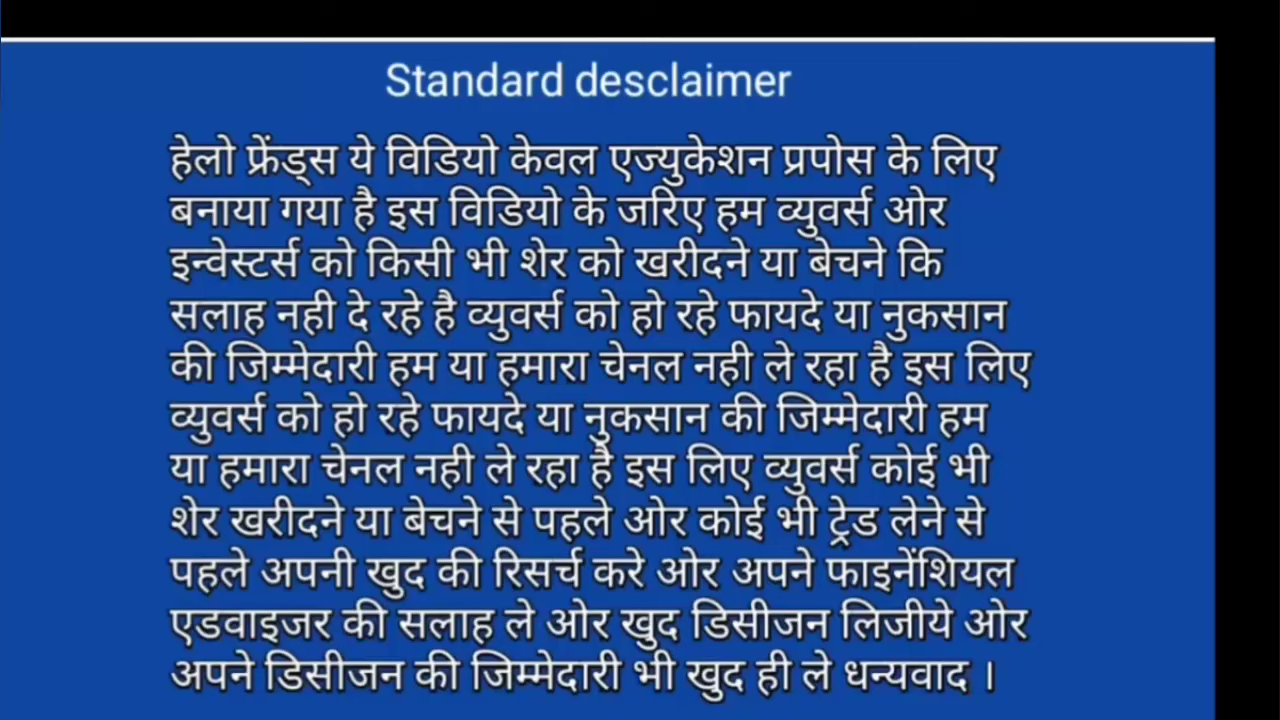 Standard desclaimer
हेलो फ्रेंड्स ये विडियो केवल एज्युकेशन प्रपोस के लिए
बनाया गया है इस विडियो के जरिए हम व्युवर्स ओर
इन्वेस्टर्स को किसी भी शेर को खरीदने या बेचने कि
सलाह नही दे रहे है व्युवर्स को हो रहे फायदे या नुकसान
की जिम्मेदारी हम या हमारा चेनल नही ले रहा है इस लिए
व्युवर्स को हो रहे फायदे या नुकसान की जिम्मेदारी हम
या हमारा चेनल नही ले रहा है इस लिए व्युवर्स कोई भी
शेर खरीदने या बेचने से पहले ओर कोई भी ट्रेड लेने से
पहले अपनी खुद की रिसर्च करे ओर अपने फाइनेंशियल
एडवाइजर की सलाह ले ओर खुद डिसीजन लिजीये ओर
अपने डिसीजन की जिम्मेदारी भी खुद ही ले धन्यवाद ।